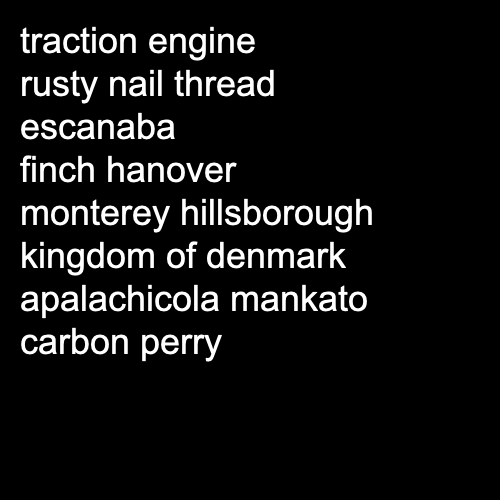 traction engine
rusty nail thread
escanaba
finch hanover
monterey hillsborough
kingdom of denmark
apalachicola mankato
carbon perry